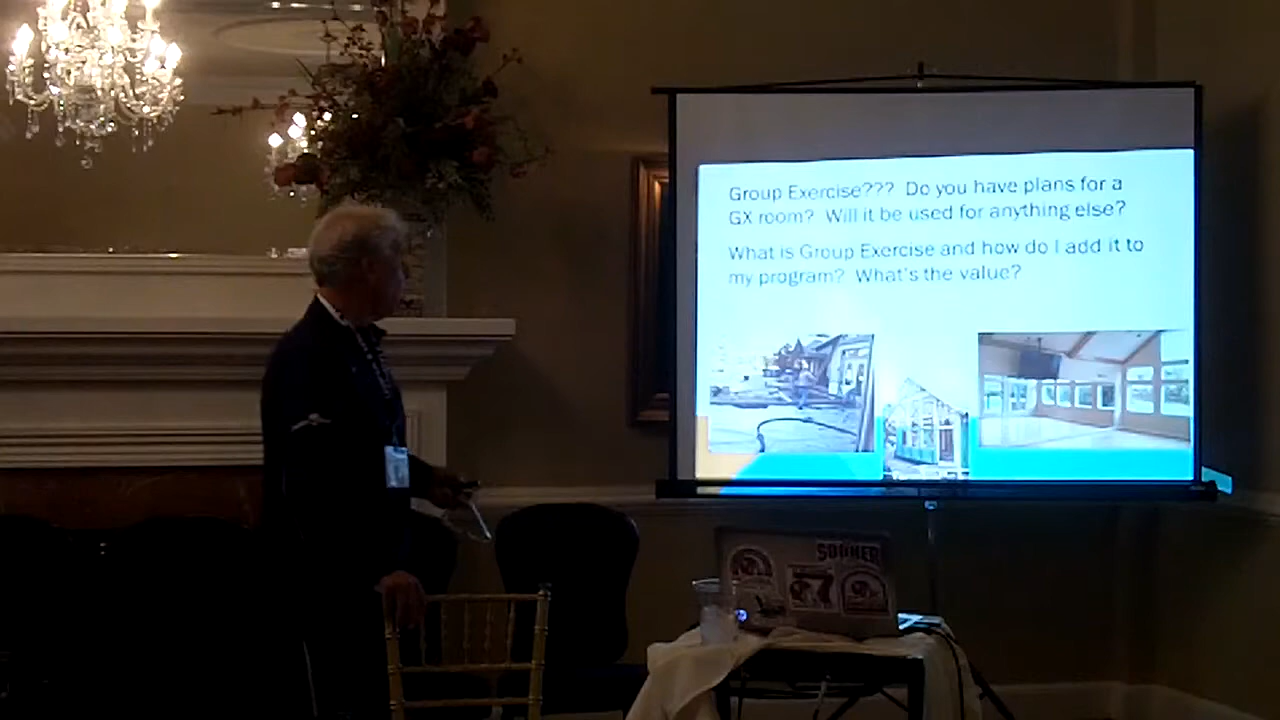 Group Exercise??? Do you have plans for a
GX room? Will it be used for anything else?
What is Group Exercise and how do I add it to
my program? What's the value?
SOONER
7